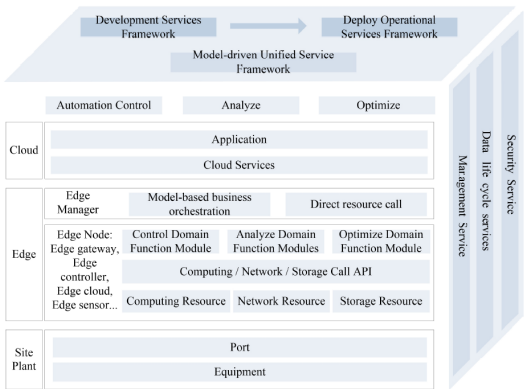 Development Services
Framework
Deploy Operational
Services Framework
Model-driven Unified Service
Framework
Automation Control
Analyze
Optimize
Cloud
Application
Cloud Services
Edge
Edge
Manager
Model-based business
orchestration
Direct resource call
Edge Node:
Edge gateway,
Edge
controller,
Edge cloud,
Edge sensor...
Control Domain
Function Module
Analyze Domain
Function Modules
Optimize Domain
Function Module
Computing / Network / Storage Call API
Computing Resource
Network Resource
Storage Resource
Site
Plant
Port
Equipment
Management Service
Data life cycle services
Security Service